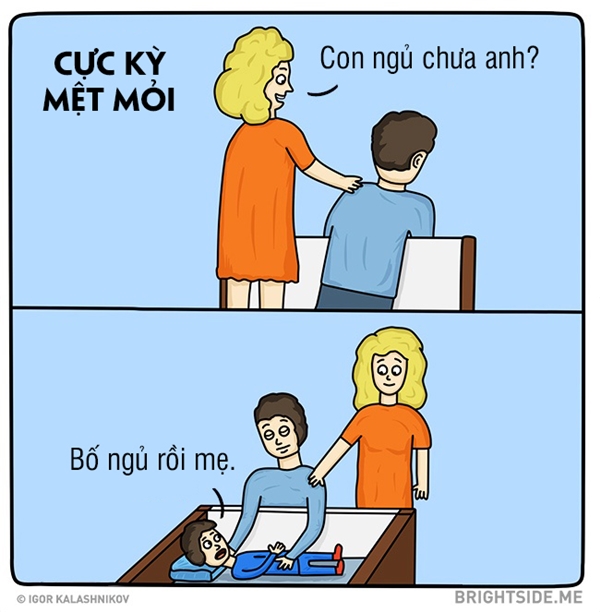 CỰC KỲ
MỆT MỎI
Con ngủ chưa anh?
Bố ngủ rồi mẹ.
© IGOR KALASHNIKOV
BRIGHTSIDE.ME